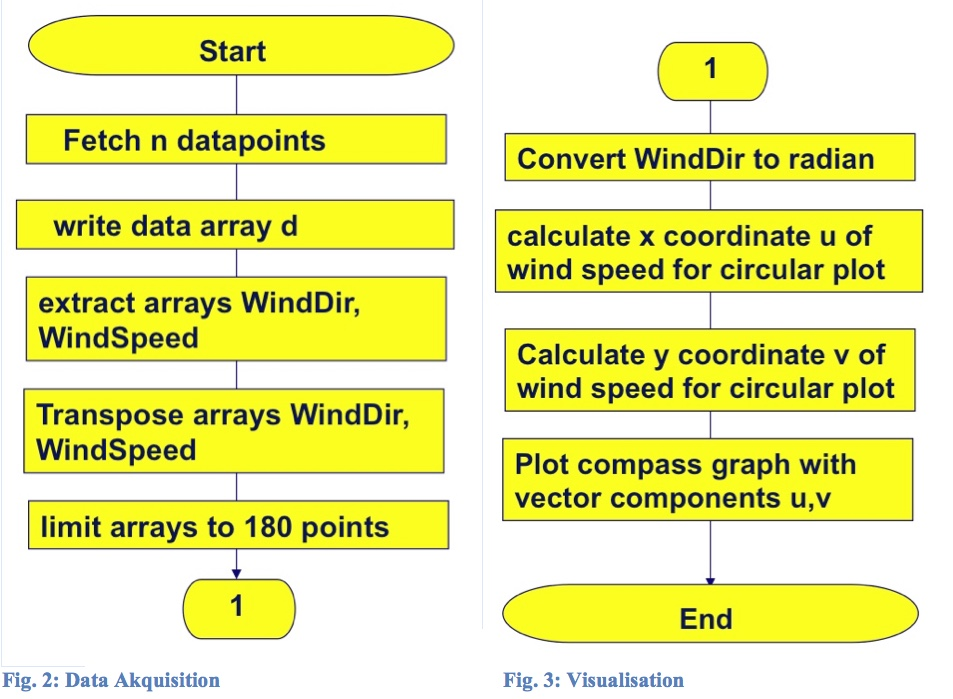 Start
Fetch n datapoints
write data array d
extract arrays WindDir,
WindSpeed
Transpose arrays WindDir,
WindSpeed
limit arrays to 180 points
1
Fig. 2: Data Akquisition
1
Convert WindDir to radian
calculate x coordinate u of
wind speed for circular plot
Calculate y coordinate v of
wind speed for circular plot
Plot compass graph with
vector components u,v
End
Fig. 3: Visualisation